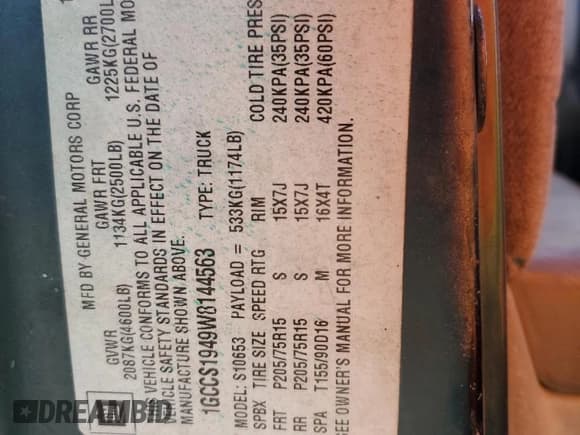 MFD BY GENERAL MOTORS CORP
GVWR GAWR FRT GAWR RR
2087KG(4600LB) 1134KG(2500LB) 1225KG(2700L
VEHICLE CONFORMS TO ALL APPLICABLE U.S. FEDERAL MO
VEHICLE SAFETY STANDARDS IN EFFECT ON THE DATE OF
MANUFACTURE SHOWN ABOVE.
1GCCS1949W8144563 TYPE: TRUCK
MODEL: S10653 PAYLOAD = 533KG(1174LB)
SPBX TIRE SIZE SPEED RTG RIM COLD TIRE PRES
FRT P205/75R15 S 15X7J 240KPA(35PSI)
RR P205/75R15 S 15X7J 240KPA(35PSI)
SPA T155/90D16 M 16X4T 420KPA(60PSI)
SEE OWNER'S MANUAL FOR MORE INFORMATION.
DREAMBID